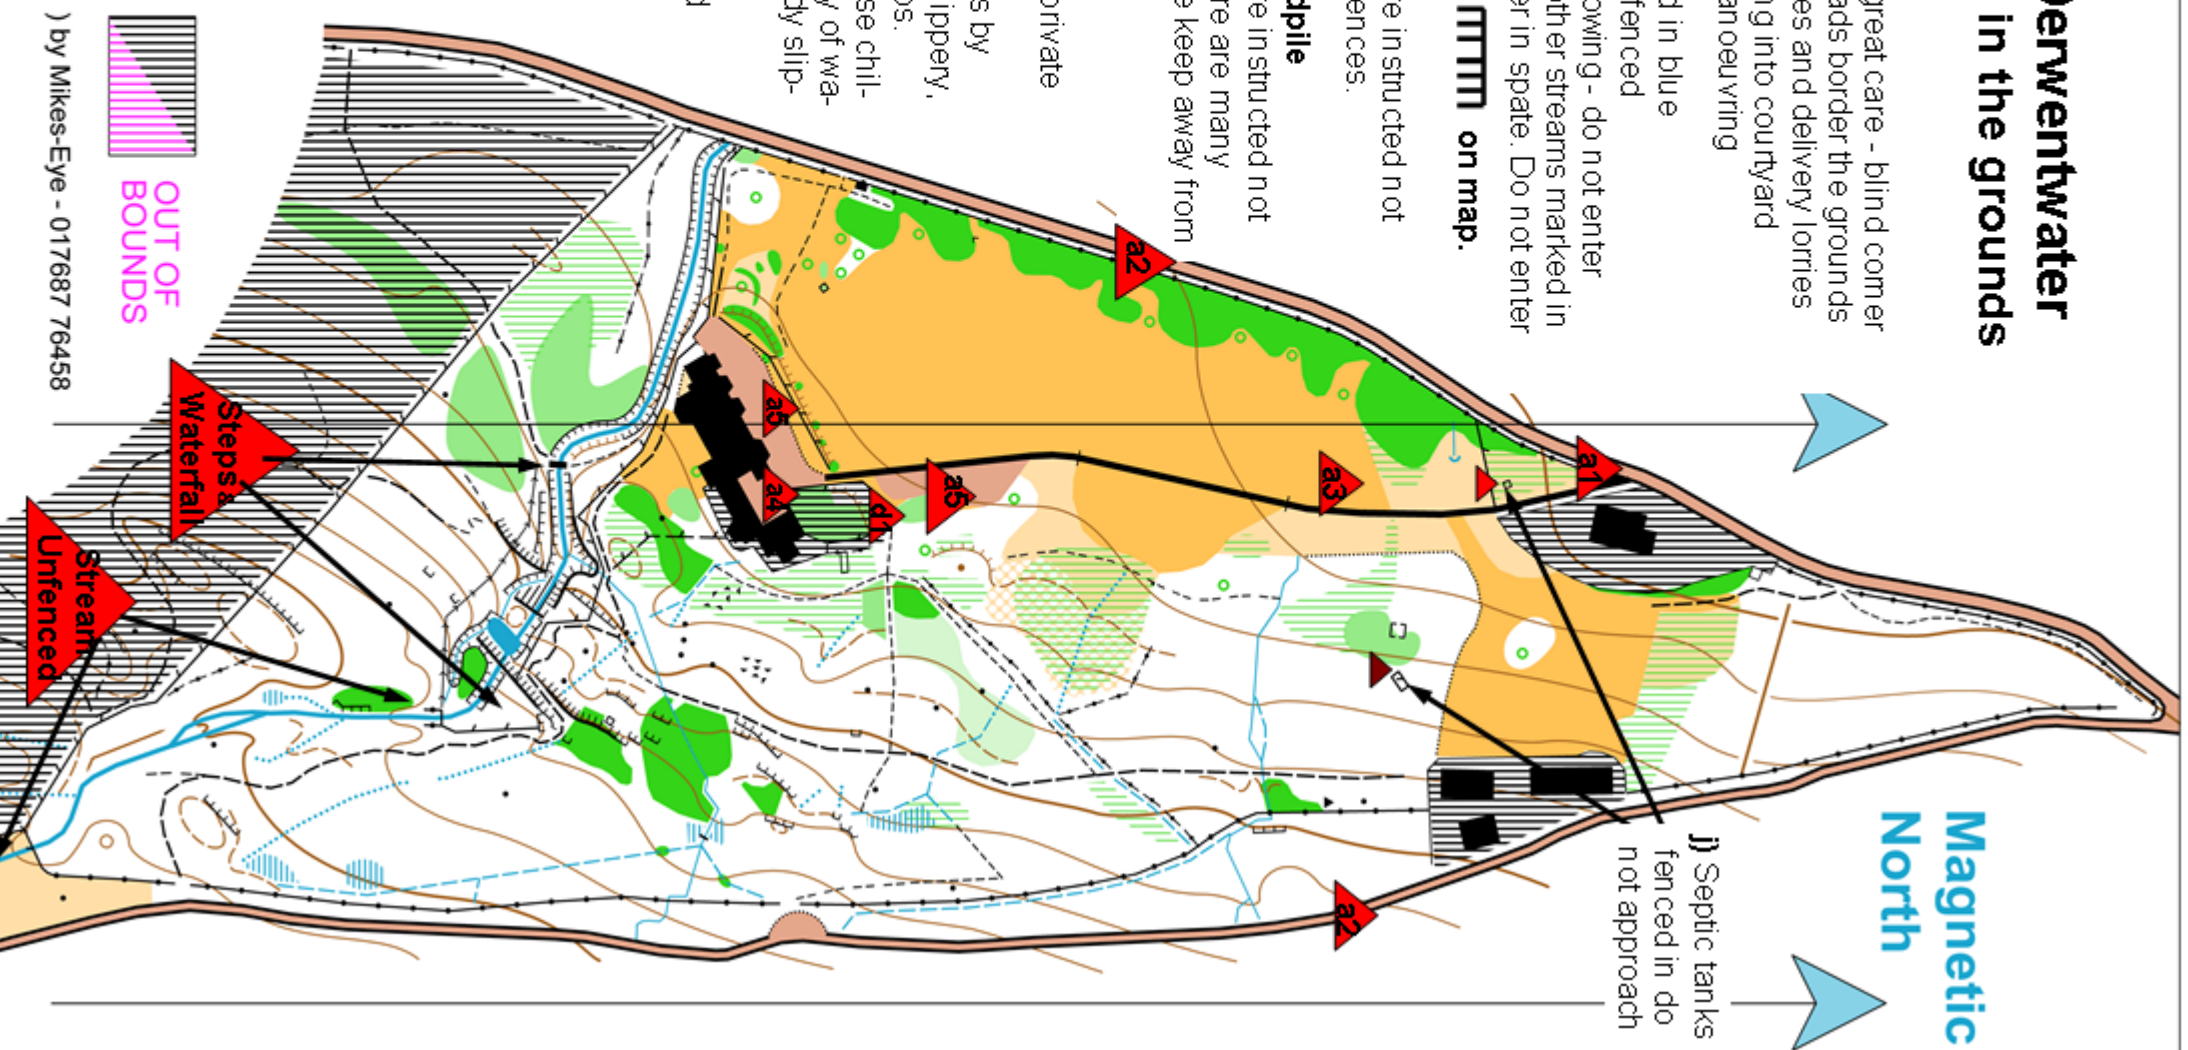 Derwentwater
in the grounds
great care - blind corner
ads border the grounds
es and delivery lorries
ng into courtyard
anoeuvring
d in blue
fenced
owing - do not enter
ther streams marked in
er in spate. Do not enter
on map.
re instructed not
ences.
dpile
re instructed not
re are many
e keep away from
private
s by
ippery,
os.
se chil-
y of wa-
dy slip-
d
Magnetic
North
j) Septic tanks
fenced in do
not approach
a1
a2
a3
a2
a5
d1
a4
a5
Steps &
Waterfall
Stream
Unfenced
OUT OF
BOUNDS
) by Mikes-Eye - 017687 76458